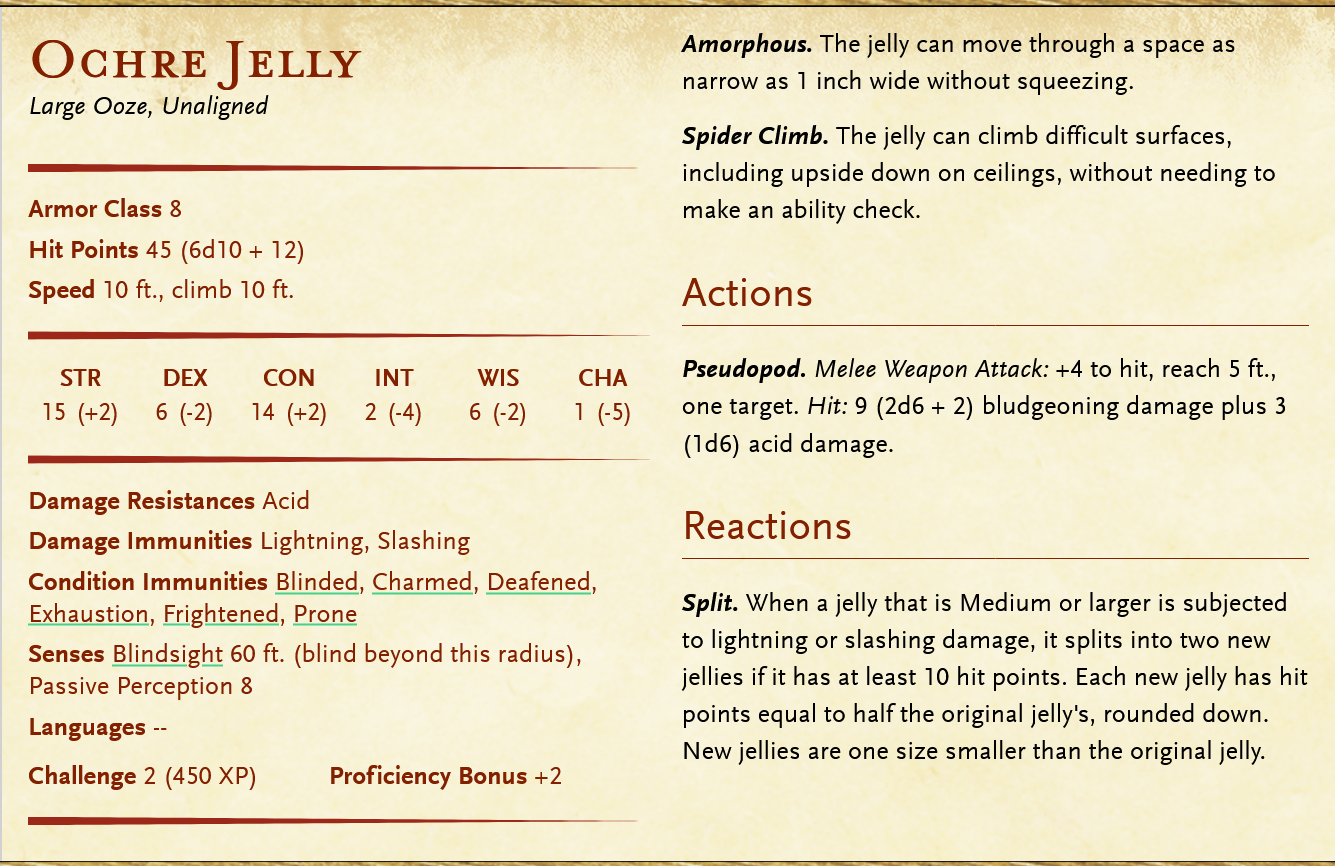 Ochre Jelly
Large Ooze, Unaligned
Armor Class 8
Hit Points 45 (6d10 + 12)
Speed 10 ft., climb 10 ft.
STR DEX CON INT WIS CHA
15 (+2) 6 (-2) 14 (+2) 2 (-4) 6 (-2) 1 (-5)
Damage Resistances Acid
Damage Immunities Lightning, Slashing
Condition Immunities Blinded, Charmed, Deafened,
Exhaustion, Frightened, Prone
Senses Blindsight 60 ft. (blind beyond this radius),
Passive Perception 8
Languages --
Challenge 2 (450 XP) Proficiency Bonus +2
Amorphous. The jelly can move through a space as
narrow as 1 inch wide without squeezing.
Spider Climb. The jelly can climb difficult surfaces,
including upside down on ceilings, without needing to
make an ability check.
Actions
Pseudopod. Melee Weapon Attack: +4 to hit, reach 5 ft.,
one target. Hit: 9 (2d6 + 2) bludgeoning damage plus 3
(1d6) acid damage.
Reactions
Split. When a jelly that is Medium or larger is subjected
to lightning or slashing damage, it splits into two new
jellies if it has at least 10 hit points. Each new jelly has hit
points equal to half the original jelly's, rounded down.
New jellies are one size smaller than the original jelly.